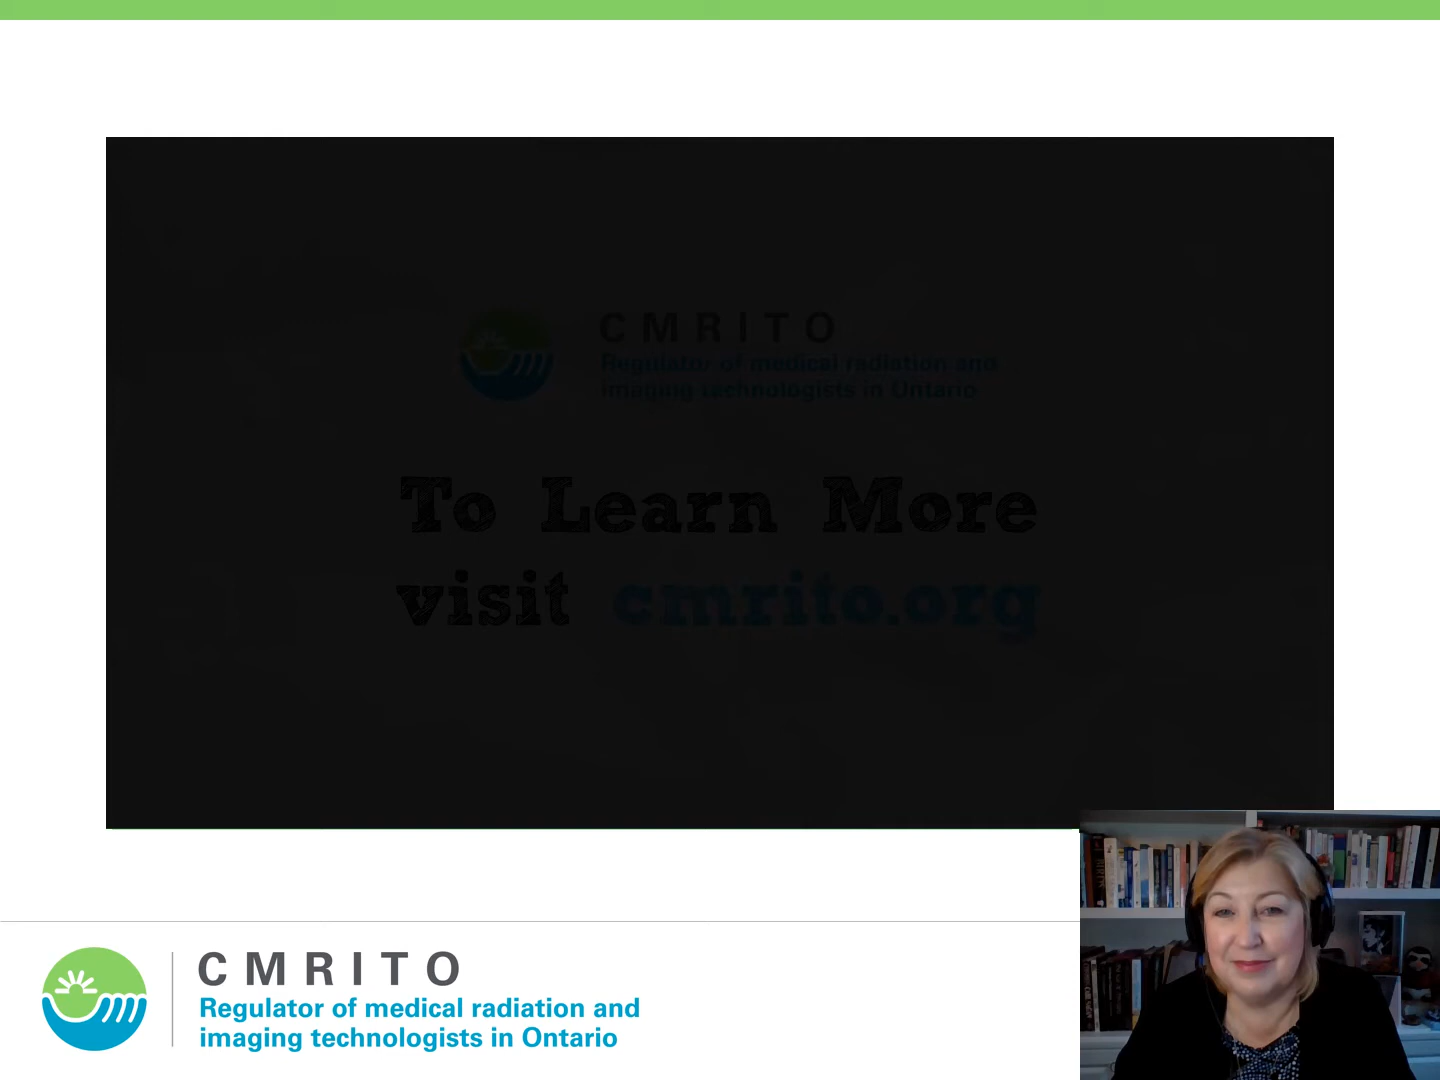 CMRITO
Regulator of medical radiation and
imaging technologists in Ontario
To Learn More
visit cmrito.org
CMRITO
Regulator of medical radiation and
imaging technologists in Ontario